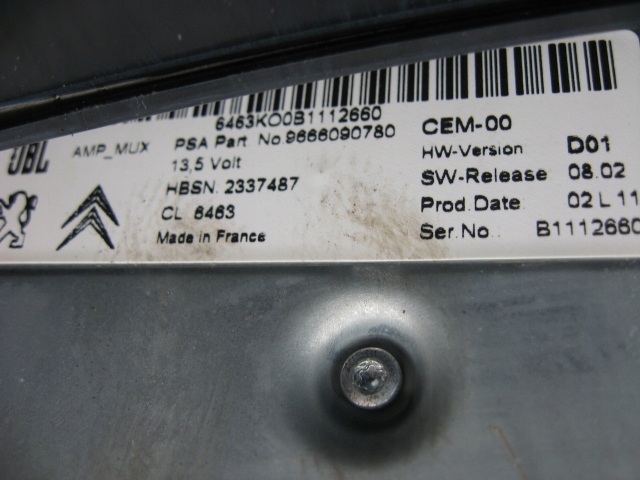 6463KO0B1112660
JBL AMP_MUX PSA Part. No.9666090780 CEM-00
13,5 Volt HW-Version D01
HBSN. 2337487 SW-Release 08.02
CL 6463 Prod.Date 02 L 11
Made in France Ser.No. B1112660